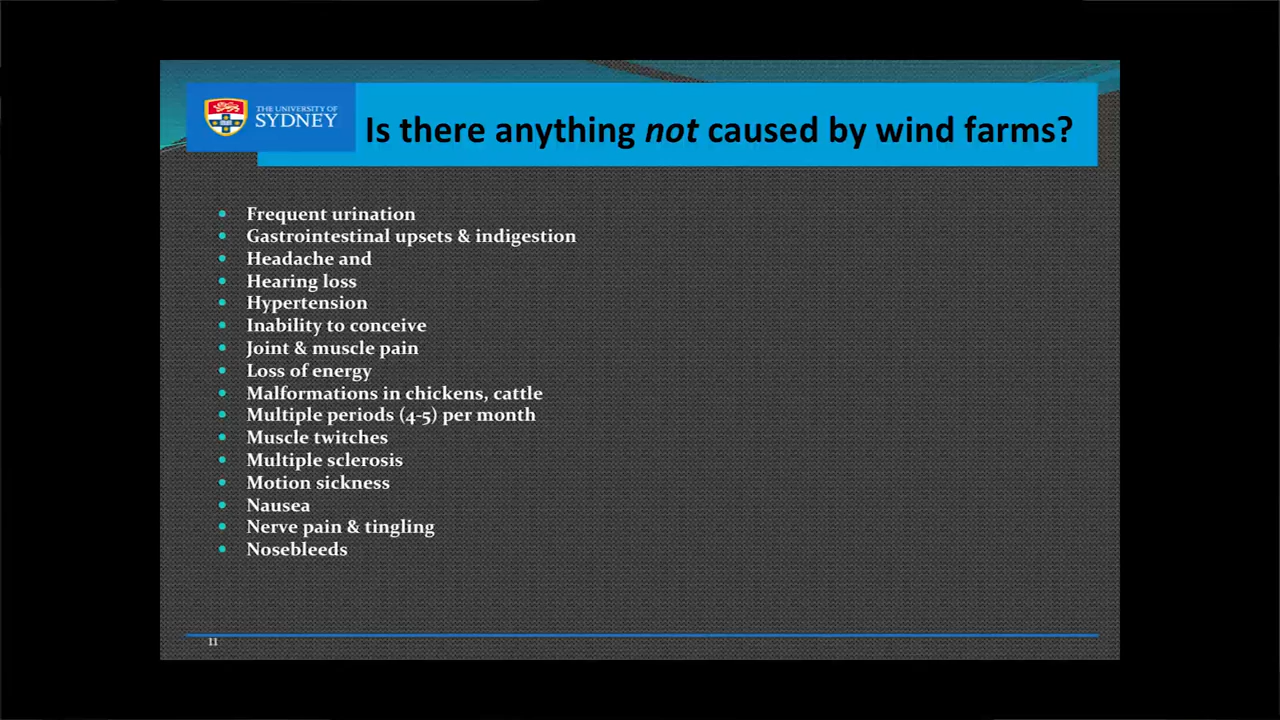 THE UNIVERSITY OF
SYDNEY
Is there anything not caused by wind farms?
• Frequent urination
• Gastrointestinal upsets & indigestion
• Headache and
• Hearing loss
• Hypertension
• Inability to conceive
• Joint & muscle pain
• Loss of energy
• Malformations in chickens, cattle
• Multiple periods (4-5) per month
• Muscle twitches
• Multiple sclerosis
• Motion sickness
• Nausea
• Nerve pain & tingling
• Nosebleeds
11